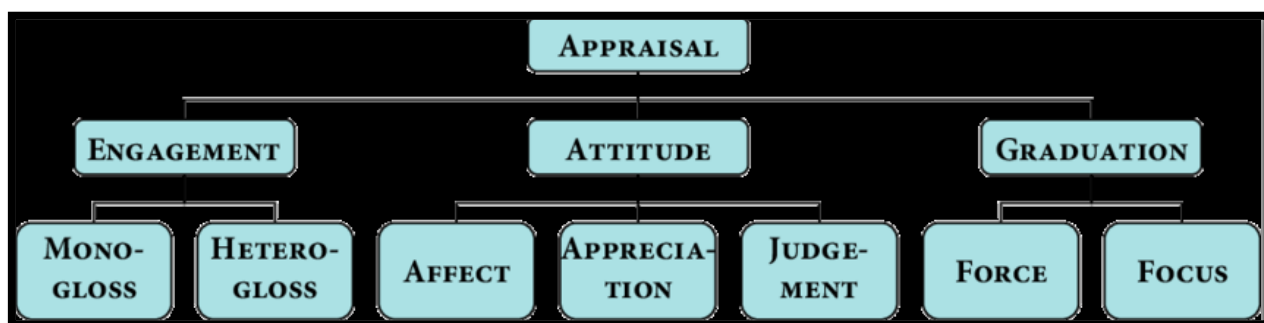 APPRAISAL
ENGAGEMENT
ATTITUDE
GRADUATION
MONO-
GLOSS
HETERO-
GLOSS
AFFECT
APPRECIA-
TION
JUDGE-
MENT
FORCE
FOCUS